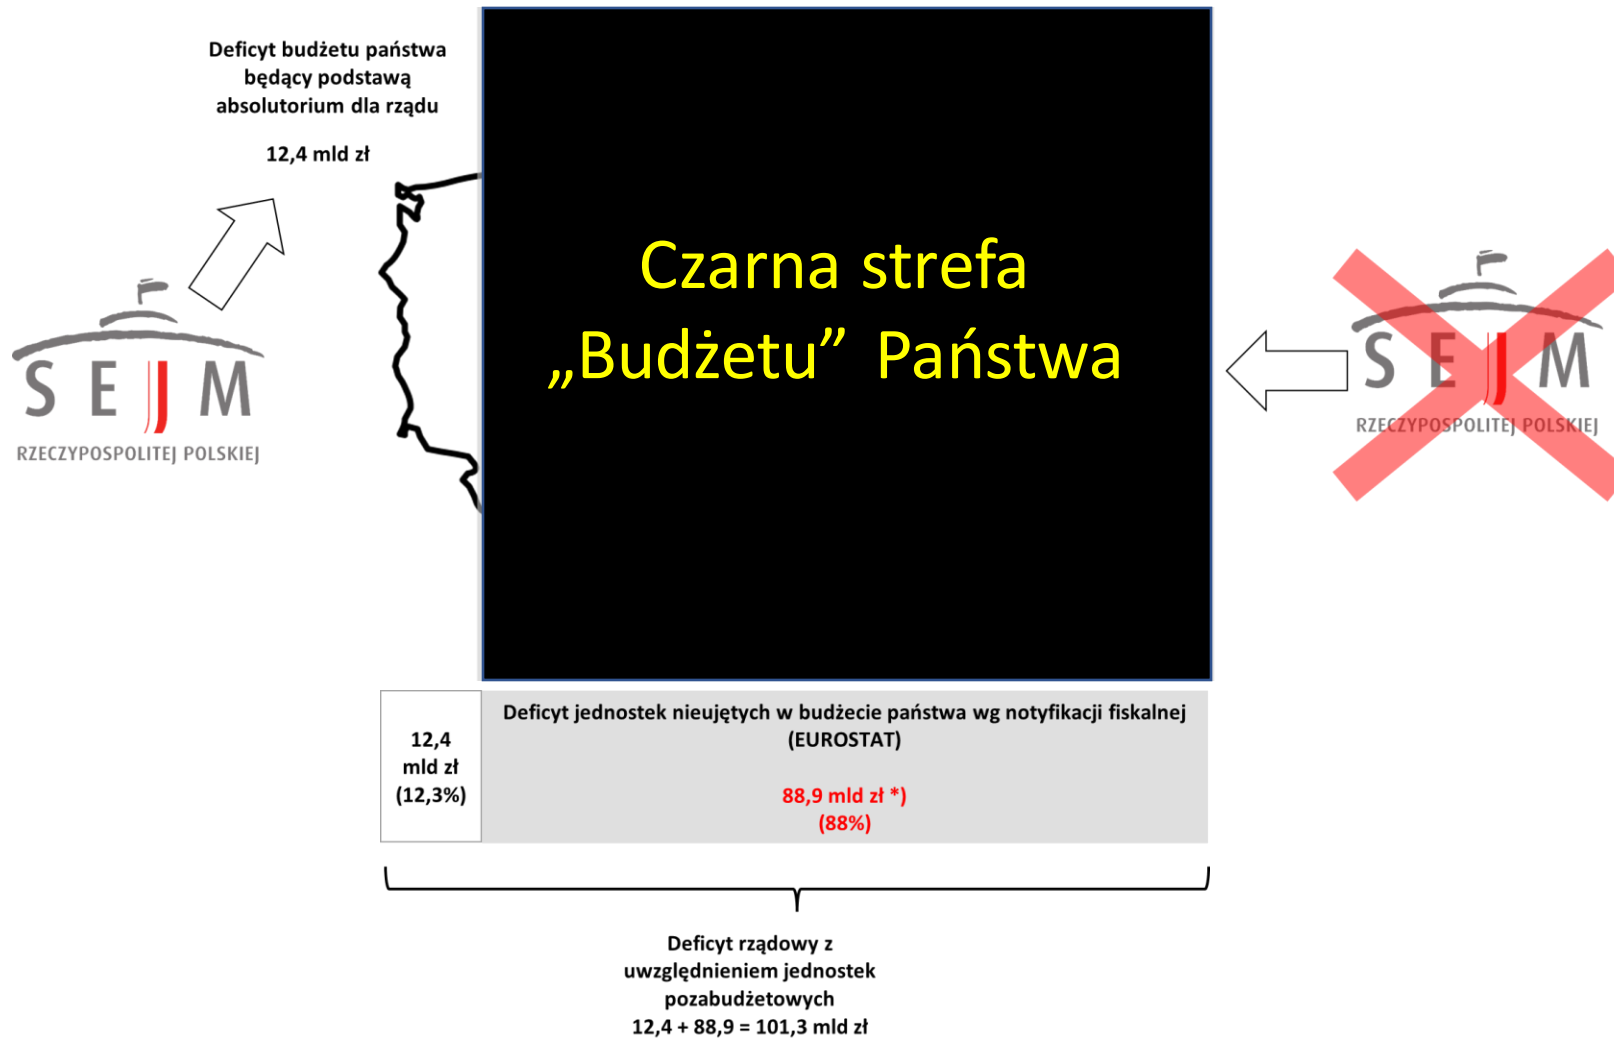 Deficyt budżetu państwa
będący podstawą
absolutorium dla rządu
12,4 mld zł
Czarna strefa
„Budżetu” Państwa
SEJM
RZECZYPOSPOLITEJ POLSKIEJ
SEJM
RZECZYPOSPOLITEJ POLSKIEJ
12,4
mld zł
(12,3%)
Deficyt jednostek nieujętych w budżecie państwa wg notyfikacji fiskalnej
(EUROSTAT)
88,9 mld zł *)
(88%)
Deficyt rządowy z
uwzględnieniem jednostek
pozabudżetowych
12,4 + 88,9 = 101,3 mld zł